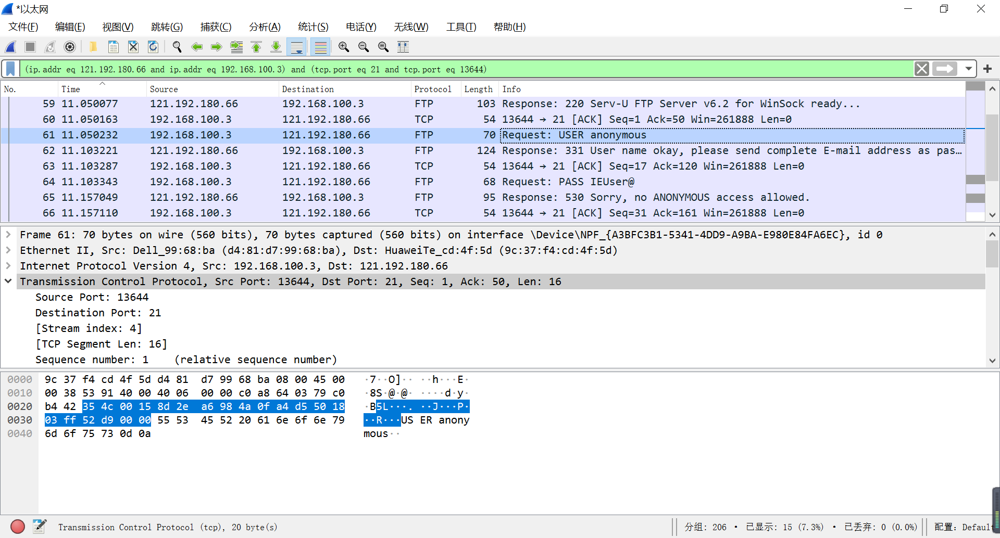 *以太网
文件(F) 编辑(E) 视图(V) 跳转(G) 捕获(C) 分析(A) 统计(S) 电话(Y) 无线(W) 工具(T) 帮助(H)
(ip.addr eq 121.192.180.66 and ip.addr eq 192.168.100.3) and (tcp.port eq 21 and tcp.port eq 13644)
No. Time Source Destination Protocol Length Info
59 11.050077 121.192.180.66 192.168.100.3 FTP 103 Response: 220 Serv-U FTP Server v6.2 for WinSock ready...
60 11.050163 192.168.100.3 121.192.180.66 TCP 54 13644 → 21 [ACK] Seq=1 Ack=50 Win=261888 Len=0
61 11.050232 192.168.100.3 121.192.180.66 FTP 70 Request: USER anonymous
62 11.103221 121.192.180.66 192.168.100.3 FTP 124 Response: 331 User name okay, please send complete E-mail address as pas…
63 11.103287 192.168.100.3 121.192.180.66 TCP 54 13644 → 21 [ACK] Seq=17 Ack=120 Win=261888 Len=0
64 11.103343 192.168.100.3 121.192.180.66 FTP 68 Request: PASS IEUser@
65 11.157049 121.192.180.66 192.168.100.3 FTP 95 Response: 530 Sorry, no ANONYMOUS access allowed.
66 11.157110 192.168.100.3 121.192.180.66 TCP 54 13644 → 21 [ACK] Seq=31 Ack=161 Win=261888 Len=0
Frame 61: 70 bytes on wire (560 bits), 70 bytes captured (560 bits) on interface \Device\NPF_{A3BFC3B1-5341-4DD9-A9BA-E980E84FA6EC}, id 0
Ethernet II, Src: Dell_99:68:ba (d4:81:d7:99:68:ba), Dst: HuaweiTe_cd:4f:5d (9c:37:f4:cd:4f:5d)
Internet Protocol Version 4, Src: 192.168.100.3, Dst: 121.192.180.66
Transmission Control Protocol, Src Port: 13644, Dst Port: 21, Seq: 1, Ack: 50, Len: 16
Source Port: 13644
Destination Port: 21
[Stream index: 4]
[TCP Segment Len: 16]
Sequence number: 1    (relative sequence number)
0000 9c 37 f4 cd 4f 5d d4 81 d7 99 68 ba 08 00 45 00 ·7··O]·· ··h···E·
0010 00 38 53 91 40 00 40 06 00 00 c0 a8 64 03 79 c0 ·8S·@·@· ····d·y·
0020 b4 42 35 4c 00 15 8d 2e a6 98 4a 0f a4 d5 50 18 ·B5L···. ··J···P·
0030 03 ff 52 d9 00 00 55 53 45 52 20 61 6e 6f 6e 79 ··R···US ER anony
0040 6d 6f 75 73 0d 0a mous··
Transmission Control Protocol (tcp), 20 byte(s) 分组: 206 · 已显示: 15 (7.3%) · 已丢弃: 0 (0.0%) 配置: Default